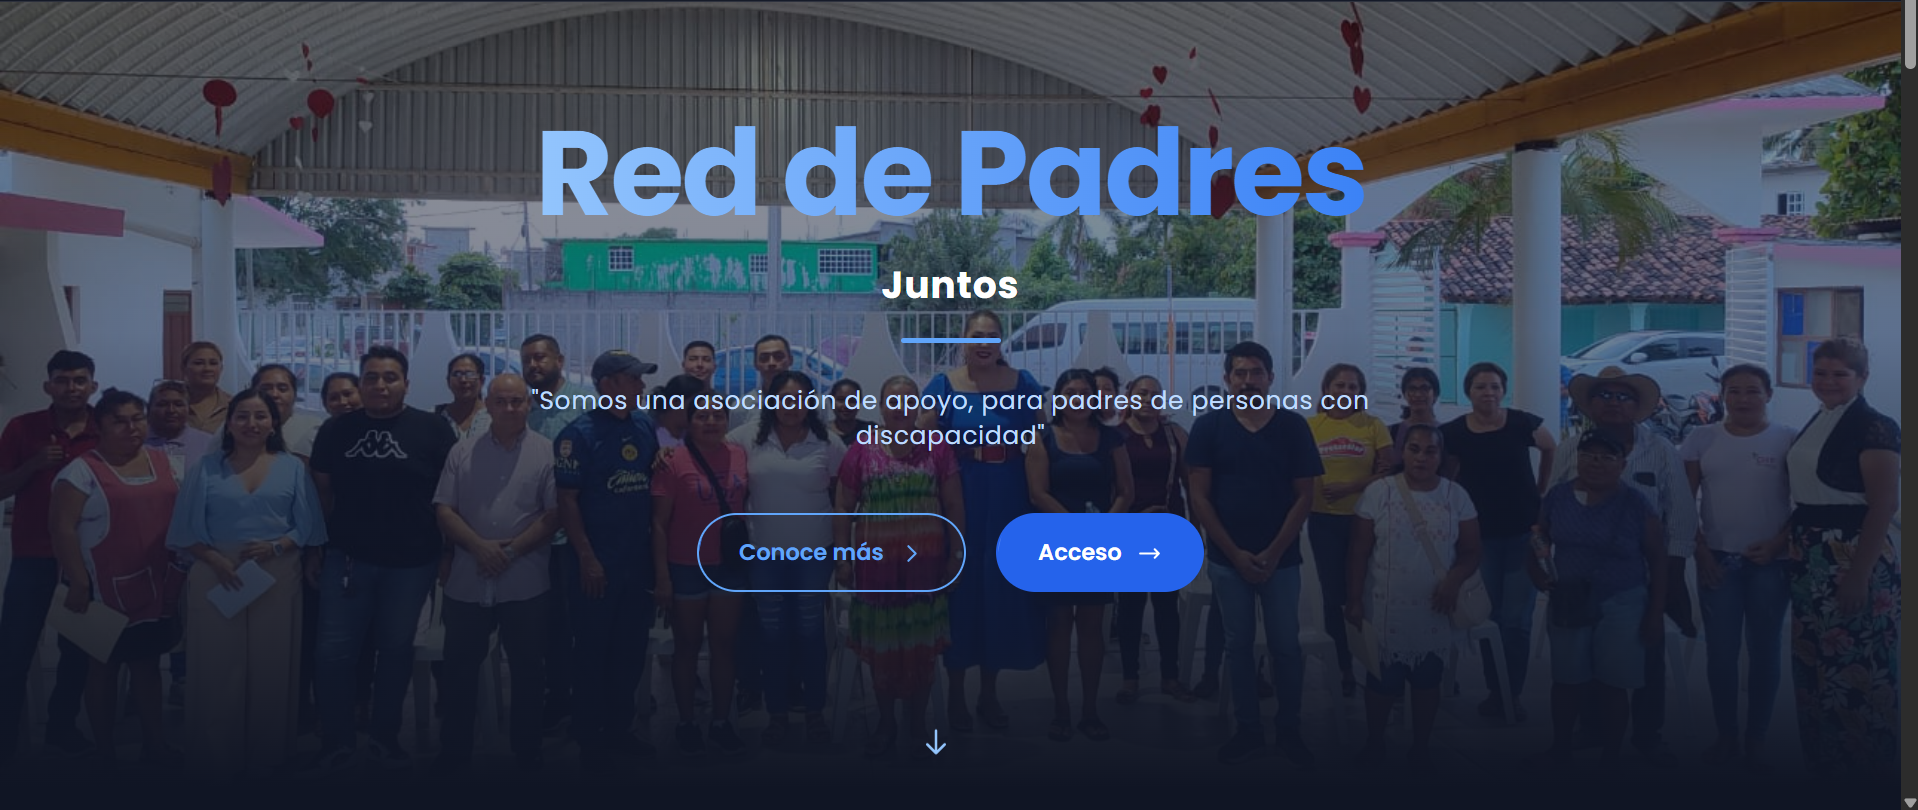 Red de Padres
Juntos
"Somos una asociación de apoyo, para padres de personas con
discapacidad"
Conoce más
Acceso